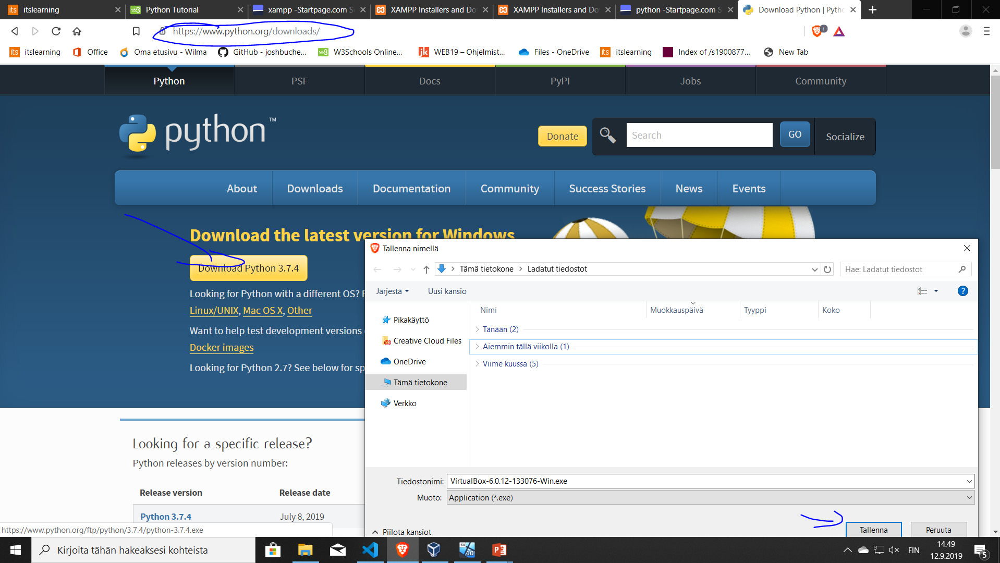 itslearning
Python Tutorial
xampp -Startpage.com S
XAMPP Installers and Do
XAMPP Installers and Do
python -Startpage.com S
Download Python | Pytho
https://www.python.org/downloads/
1
its itslearning
Office
Oma etusivu - Wilma
GitHub - joshbuche...
W3Schools Online...
jk WEB19 – Ohjelmist...
Files - OneDrive
its itslearning
Index of /s1900877...
New Tab
Python
PSF
Docs
PyPI
Jobs
Community
python™
Donate
Search
GO
Socialize
About
Downloads
Documentation
Community
Success Stories
News
Events
Download the latest version for Windows
Download Python 3.7.4
Looking for Python with a different OS?
Linux/UNIX, Mac OS X, Other
Want to help test development versions
Docker images
Looking for Python 2.7? See below for sp
Looking for a specific release?
Python releases by version number:
Release version
Release date
Python 3.7.4
July 8, 2019
https://www.python.org/ftp/python/3.7.4/python-3.7.4.exe
Tallenna nimellä
Tämä tietokone
Ladatut tiedostot
Hae: Ladatut tiedostot
Järjestä
Uusi kansio
?
Pikakäyttö
Creative Cloud Files
OneDrive
Tämä tietokone
Verkko
Nimi
Muokkauspäivä
Tyyppi
Koko
Tänään (2)
Aiemmin tällä viikolla (1)
Viime kuussa (5)
Tiedostonimi: VirtualBox-6.0.12-133076-Win.exe
Muoto: Application (*.exe)
Piilota kansiot
Tallenna
Peruuta
Kirjoita tähän hakeaksesi kohteista
64
10
FIN
14.49
12.9.2019
5